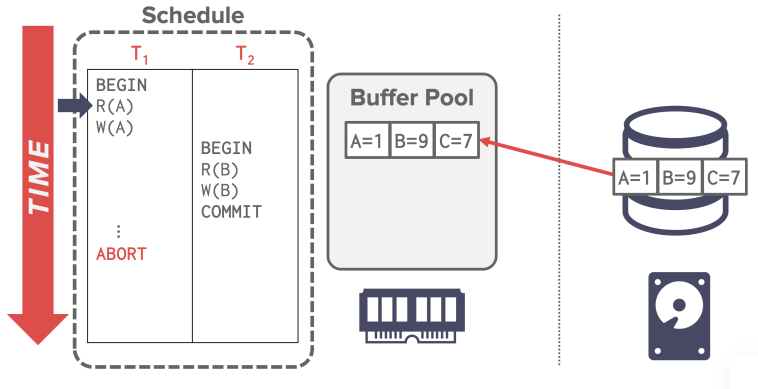 Schedule
T1 T2
BEGIN
R(A)
W(A)
⋮
ABORT
BEGIN
R(B)
W(B)
COMMIT
TIME
Buffer Pool
A=1 B=9 C=7
A=1 B=9 C=7